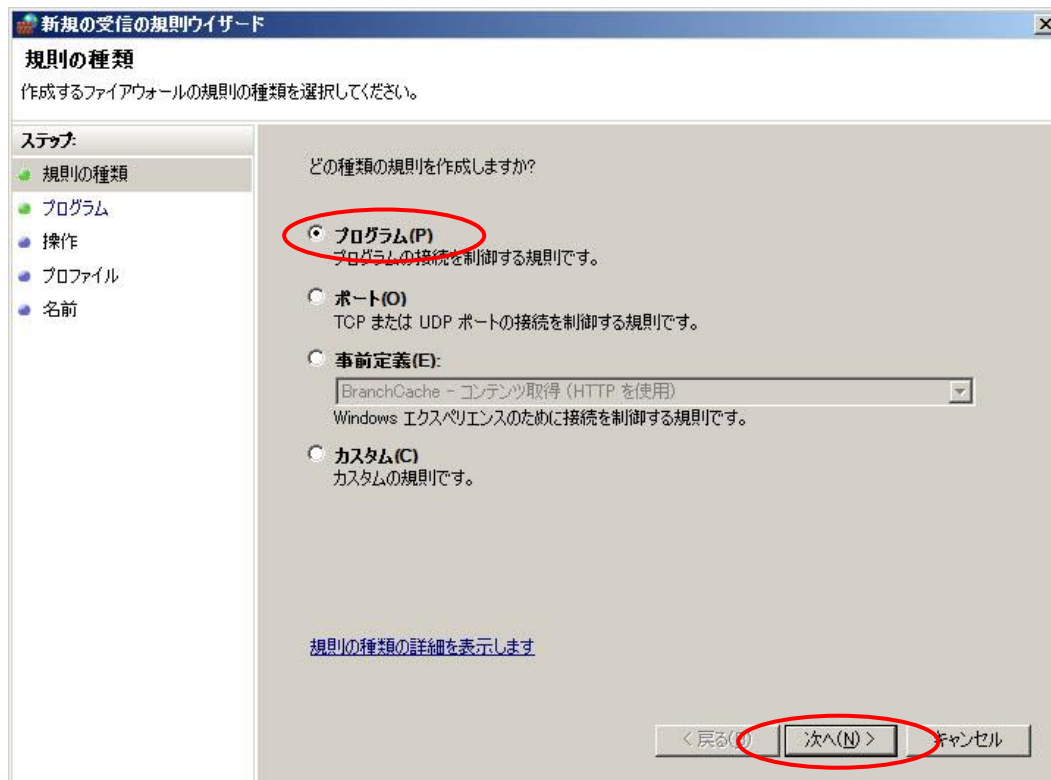 新規の受信の規則ウィザード
規則の種類
作成するファイアウォールの規則の種類を選択してください。
ステップ:
規則の種類
プログラム
操作
プロファイル
名前
どの種類の規則を作成しますか?
プログラム(P)
プログラムの接続を制御する規則です。
ポート(O)
TCP または UDP ポートの接続を制御する規則です。
事前定義(E):
BranchCache - コンテンツ取得 (HTTP を使用)
Windows エクスペリエンスのために接続を制御する規則です。
カスタム(C)
カスタムの規則です。
規則の種類の詳細を表示します
< 戻る(B) 次へ(N) > キャンセル